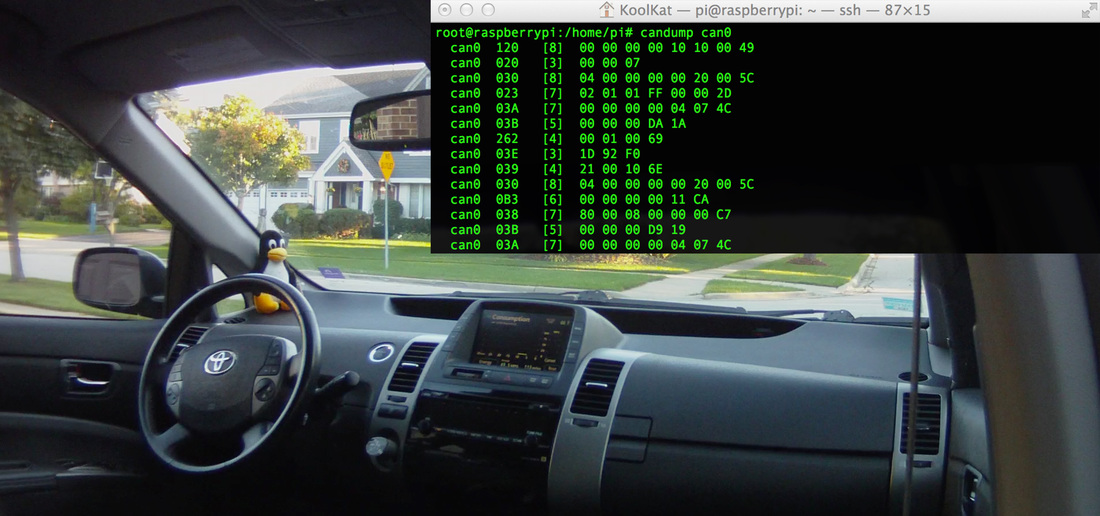 KoolKat — pi@raspberrypi: ~ — ssh — 87×15
root@raspberrypi:/home/pi# candump can0
can0  120   [8]  00 00 00 00 10 10 00 49
can0  020   [3]  00 00 07
can0  030   [8]  04 00 00 00 00 20 00 5C
can0  023   [7]  02 01 01 FF 00 00 2D
can0  03A   [7]  00 00 00 00 04 07 4C
can0  03B   [5]  00 00 00 DA 1A
can0  262   [4]  00 01 00 69
can0  03E   [3]  1D 92 F0
can0  039   [4]  21 00 10 6E
can0  030   [8]  04 00 00 00 00 20 00 5C
can0  0B3   [6]  00 00 00 00 11 CA
can0  038   [7]  80 00 08 00 00 00 C7
can0  03B   [5]  00 00 00 D9 19
can0  03A   [7]  00 00 00 00 04 07 4C
Consumption